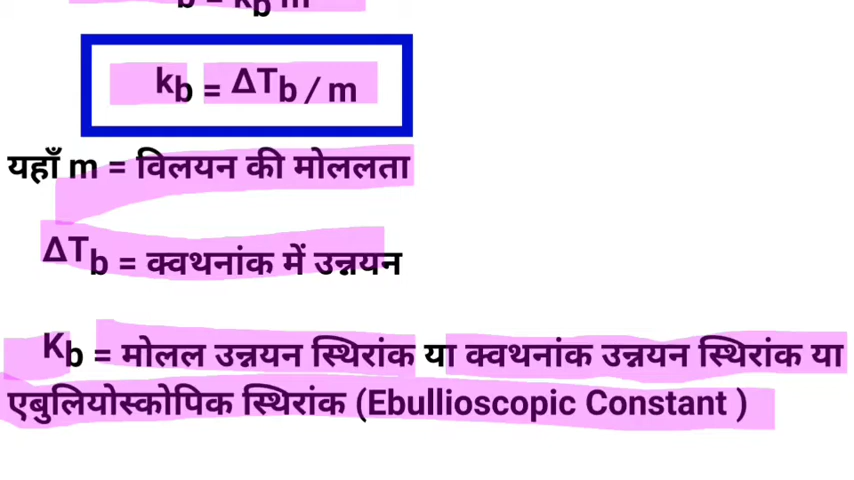 b = kb m
kb = ΔTb / m
यहाँ m = विलयन की मोललता
ΔTb = क्वथनांक में उन्नयन
Kb = मोलल उन्नयन स्थिरांक या क्वथनांक उन्नयन स्थिरांक या
एबुलियोस्कोपिक स्थिरांक (Ebullioscopic Constant )